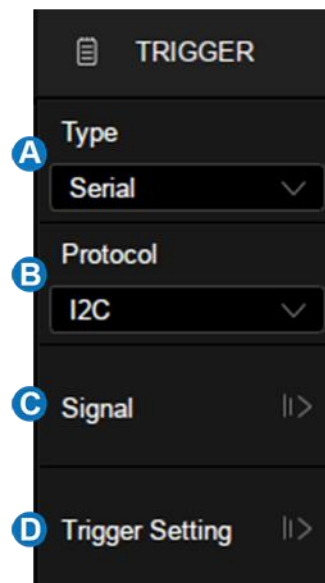 TRIGGER
A
Type
Serial
B
Protocol
I2C
C
Signal
D
Trigger Setting